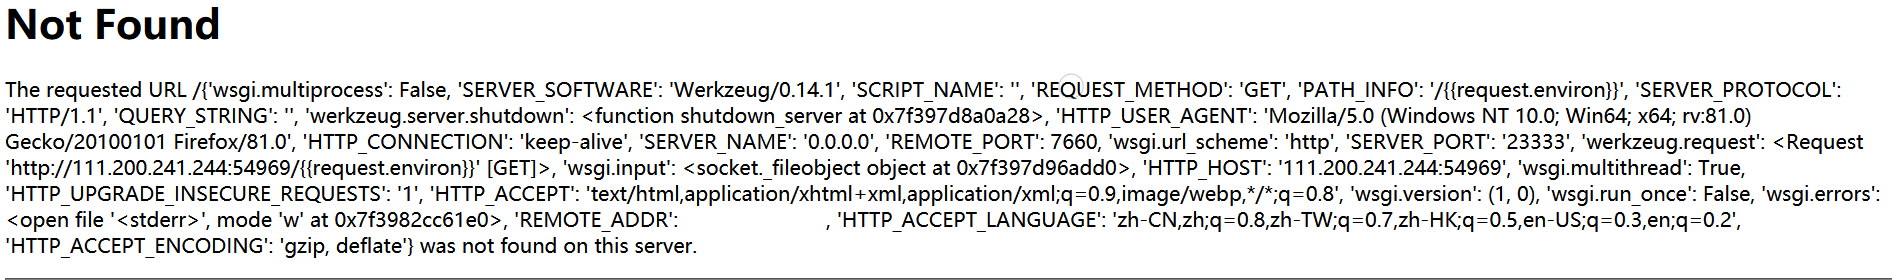 Not Found
The requested URL /{'wsgi.multiprocess': False, 'SERVER_SOFTWARE': 'Werkzeug/0.14.1', 'SCRIPT_NAME': '', 'REQUEST_METHOD': 'GET', 'PATH_INFO': '/{{request.environ}}', 'SERVER_PROTOCOL':
'HTTP/1.1', 'QUERY_STRING': '', 'werkzeug.server.shutdown': <function shutdown_server at 0x7f397d8a0a28>, 'HTTP_USER_AGENT': 'Mozilla/5.0 (Windows NT 10.0; Win64; x64; rv:81.0)
Gecko/20100101 Firefox/81.0', 'HTTP_CONNECTION': 'keep-alive', 'SERVER_NAME': '0.0.0.0', 'REMOTE_PORT': 7660, 'wsgi.url_scheme': 'http', 'SERVER_PORT': '23333', 'werkzeug.request': <Request
'http://111.200.241.244:54969/{{request.environ}}' [GET]>, 'wsgi.input': <socket._fileobject object at 0x7f397d96add0>, 'HTTP_HOST': '111.200.241.244:54969', 'wsgi.multithread': True,
'HTTP_UPGRADE_INSECURE_REQUESTS': '1', 'HTTP_ACCEPT': 'text/html,application/xhtml+xml,application/xml;q=0.9,image/webp,*/*;q=0.8', 'wsgi.version': (1, 0), 'wsgi.run_once': False, 'wsgi.errors':
<open file '<stderr>', mode 'w' at 0x7f3982cc61e0>, 'REMOTE_ADDR': , 'HTTP_ACCEPT_LANGUAGE': 'zh-CN,zh;q=0.8,zh-TW;q=0.7,zh-HK;q=0.5,en-US;q=0.3,en;q=0.2',
'HTTP_ACCEPT_ENCODING': 'gzip, deflate'} was not found on this server.